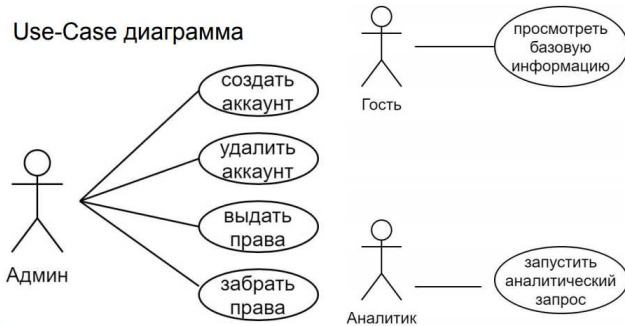 Use-Case диаграмма
создать
аккаунт
удалить
аккаунт
выдать
права
забрать
права
Админ
просмотреть
базовую
информацию
Гость
запустить
аналитический
запрос
Аналитик